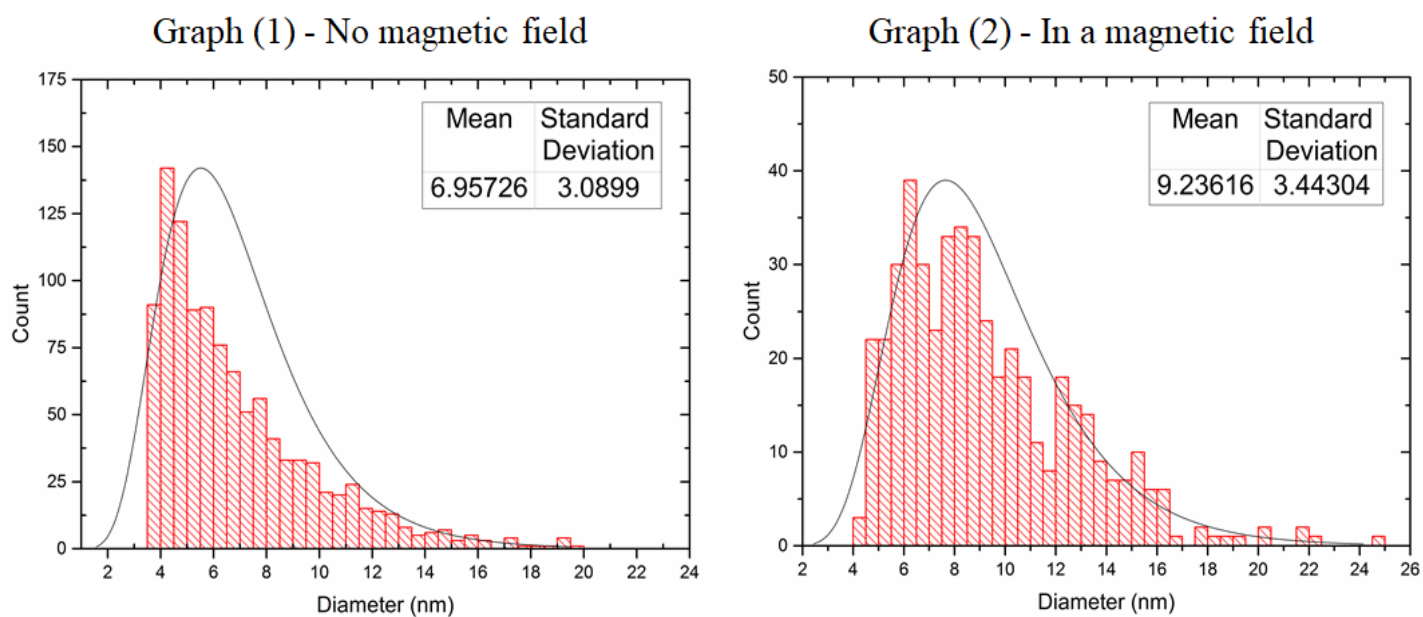 Graph (1) - No magnetic field
175
150
125
100
75
50
25
0
Count
Mean Standard Deviation
6.95726 3.0899
2 4 6 8 10 12 14 16 18 20 22 24
Diameter (nm)
Graph (2) - In a magnetic field
50
40
30
20
10
0
Count
Mean Standard Deviation
9.23616 3.44304
2 4 6 8 10 12 14 16 18 20 22 24 26
Diameter (nm)